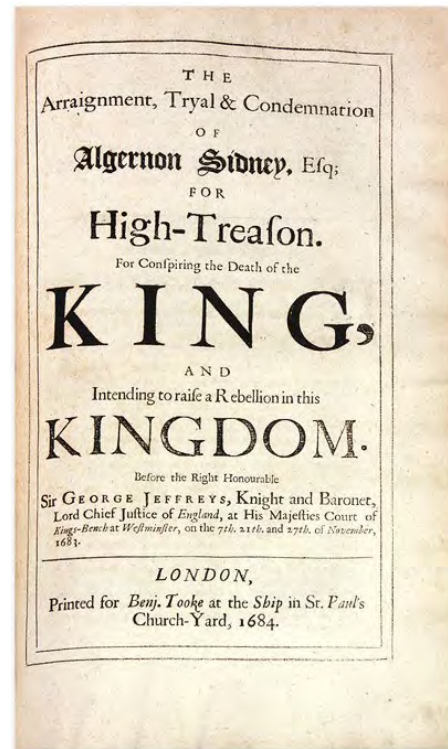 THE
Arraignment, Tryal & Condemnation
OF
Algernon Sidney, Eſq;
FOR
High-Treaſon.
For Conſpiring the Death of the
KING,
AND
Intending to raiſe a Rebellion in this
KINGDOM.
Before the Right Honourable
Sir GEORGE JEFFREYS, Knight and Baronet,
Lord Chief Juſtice of England, at His Majeſties Court of
Kings-Bench at Weſtminſter, on the 7th. 21th. and 27th. of November,
1683.
LONDON,
Printed for Benj. Tooke at the Ship in St. Paul's
Church-Yard, 1684.